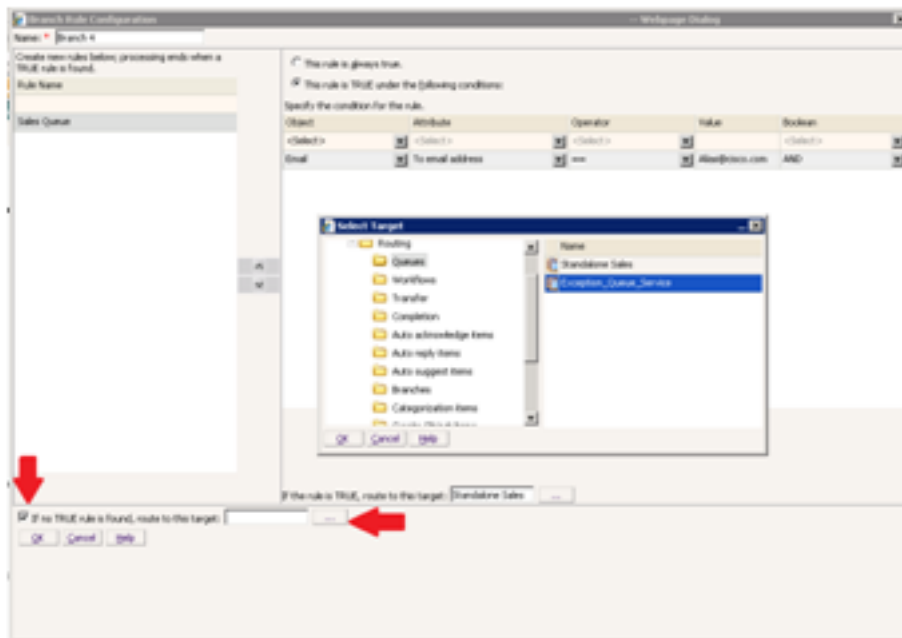 Branch Rule Configuration -- Webpage Dialog
Name: * Branch 4
Create new rules below, processing ends when a
TRUE rule is found.
Rule Name
Sales Queue
This rule is always true.
This rule is TRUE under the following conditions:
Specify the condition for the rule.
Object Attribute Operator Value Boolean
<Select> <Select> <Select> <Select>
Email To email address == Alias@cisco.com AND
Select Target
Routing
Queues
Workflows
Transfer
Completion
Auto acknowledge items
Auto reply items
Auto suggest items
Branches
Categorization items
Name
Standalone Sales
Exception_Queue_Service
OK Cancel Help
If the rule is TRUE, route to this target: Standalone Sales ...
If no TRUE rule is found, route to this target: ...
OK Cancel Help